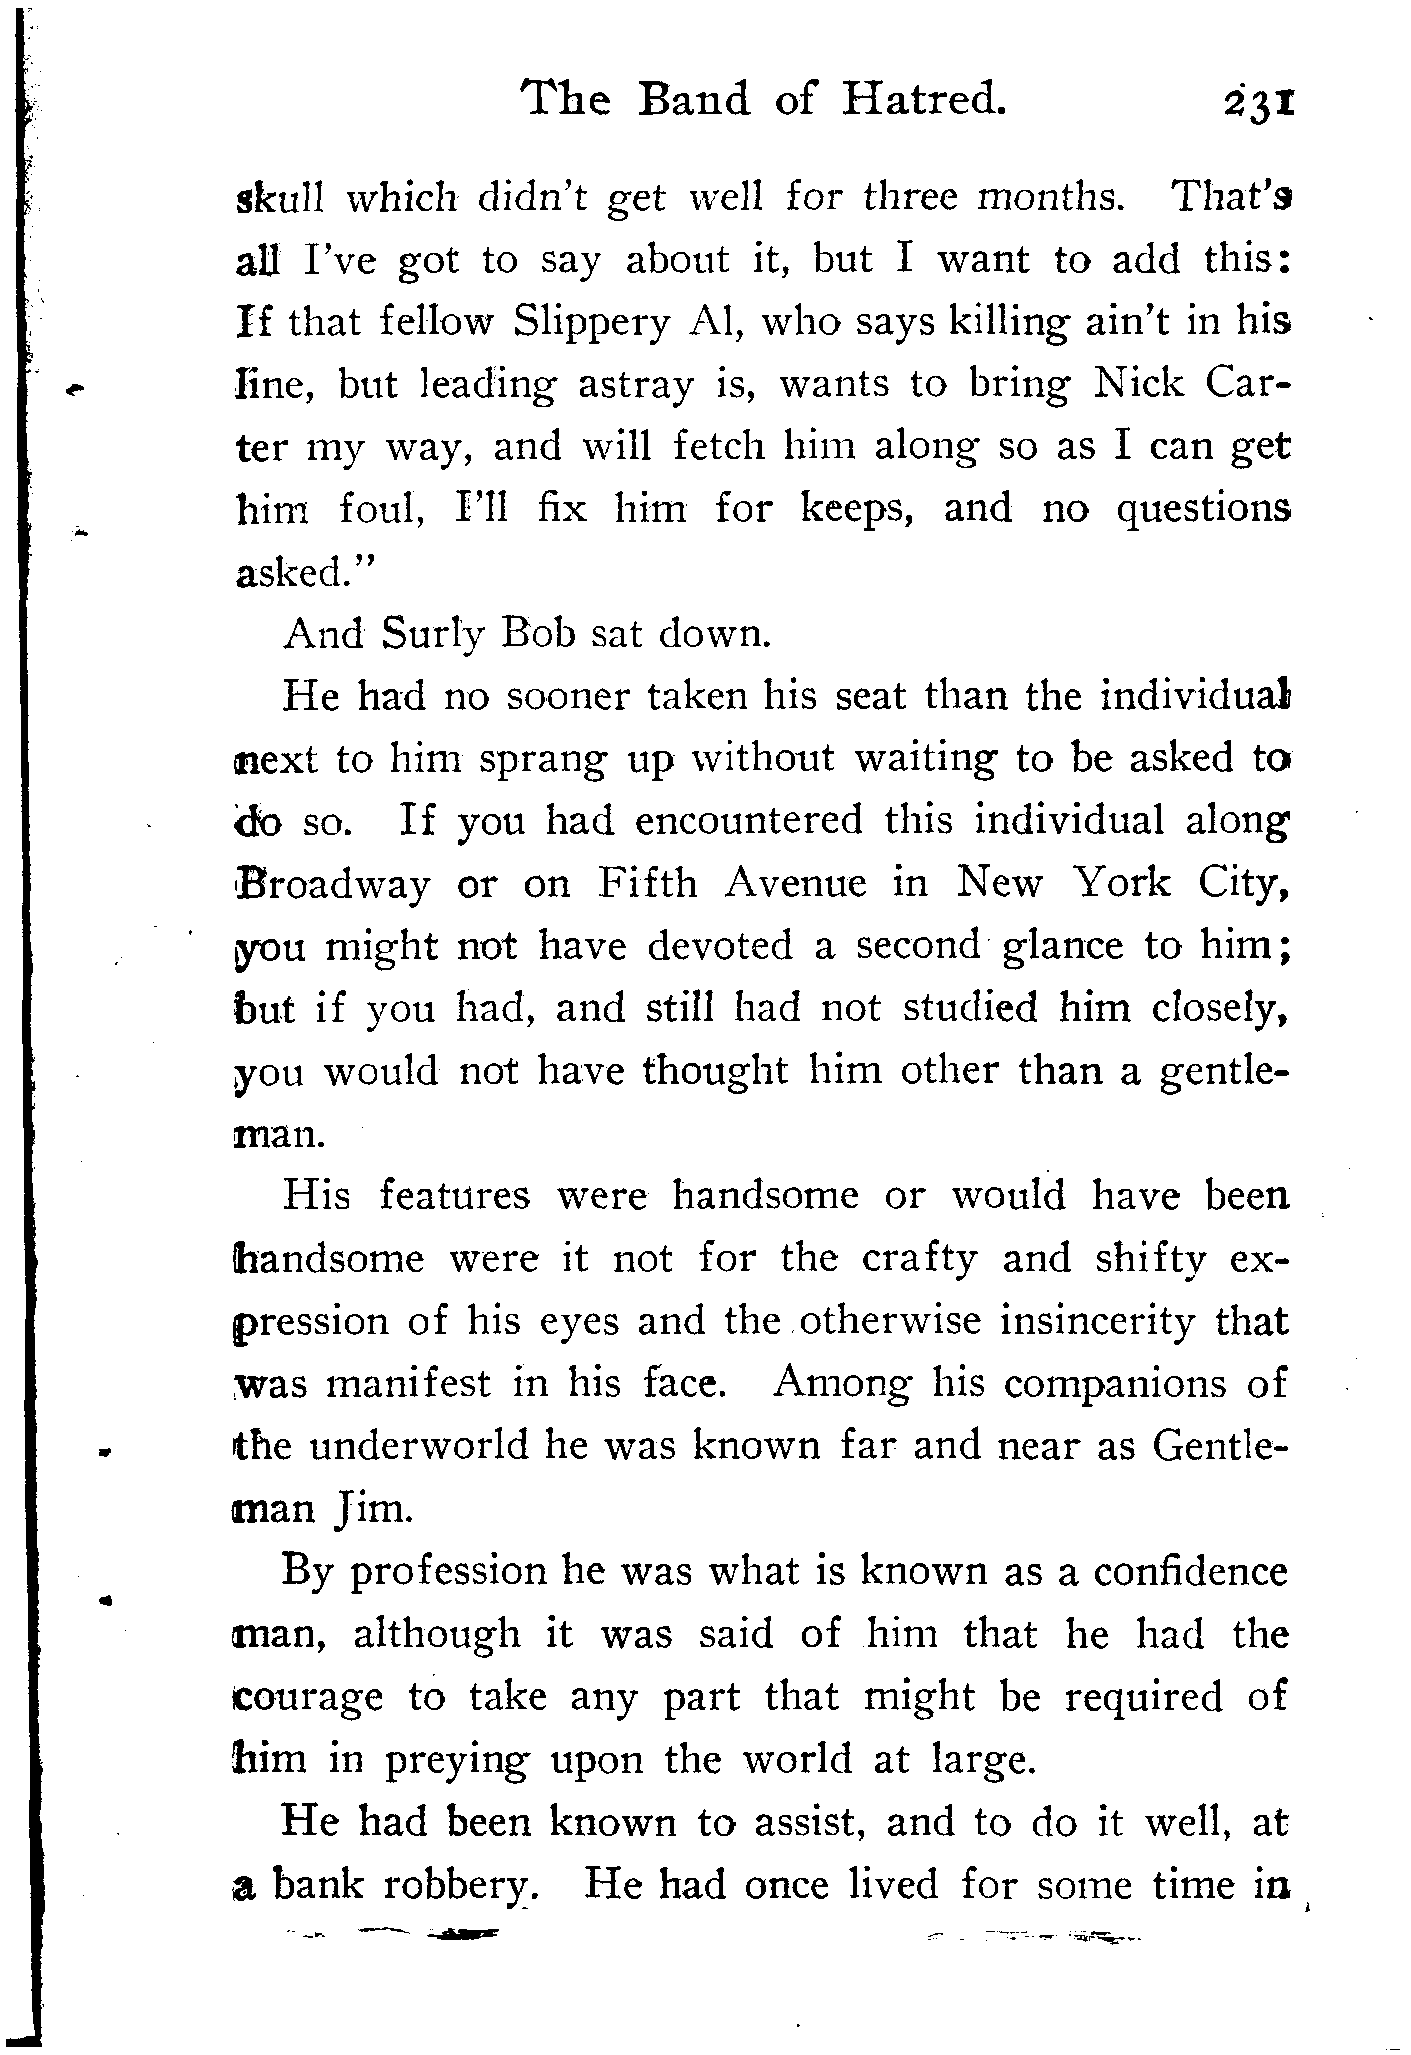 The Band of Hatred. 231
skull which didn't get well for three months. That's
all I've got to say about it, but I want to add this:
If that fellow Slippery Al, who says killing ain't in his
line, but leading astray is, wants to bring Nick Car-
ter my way, and will fetch him along so as I can get
him foul, I'll fix him for keeps, and no questions
asked."
And Surly Bob sat down.
He had no sooner taken his seat than the individual
next to him sprang up without waiting to be asked to
do so. If you had encountered this individual along
Broadway or on Fifth Avenue in New York City,
you might not have devoted a second glance to him;
but if you had, and still had not studied him closely,
you would not have thought him other than a gentle-
man.
His features were handsome or would have been
handsome were it not for the crafty and shifty ex-
pression of his eyes and the otherwise insincerity that
was manifest in his face. Among his companions of
the underworld he was known far and near as Gentle-
man Jim.
By profession he was what is known as a confidence
man, although it was said of him that he had the
courage to take any part that might be required of
him in preying upon the world at large.
He had been known to assist, and to do it well, at
a bank robbery. He had once lived for some time in